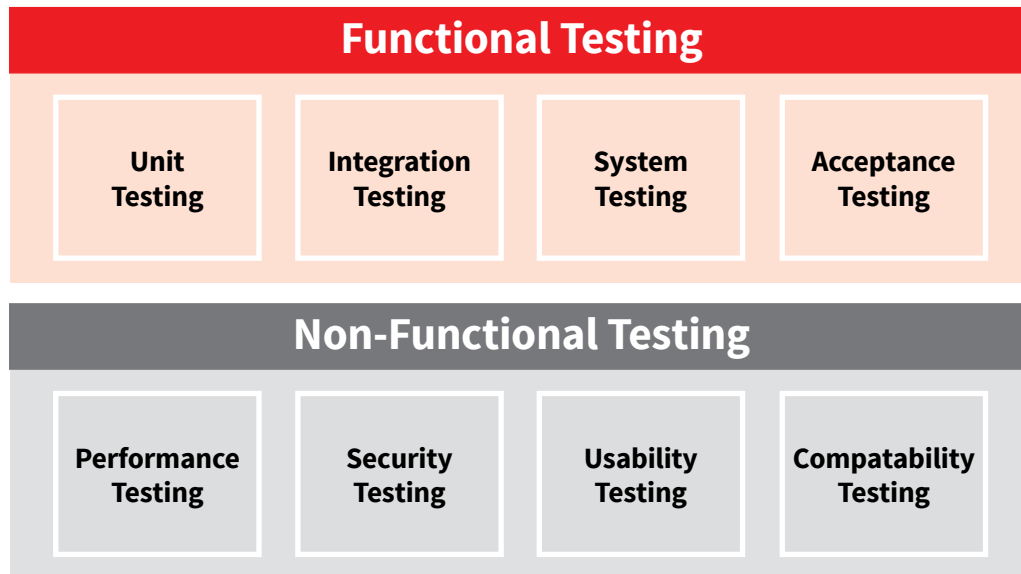 Functional Testing
Unit
Testing
Integration
Testing
System
Testing
Acceptance
Testing
Non-Functional Testing
Performance
Testing
Security
Testing
Usability
Testing
Compatability
Testing